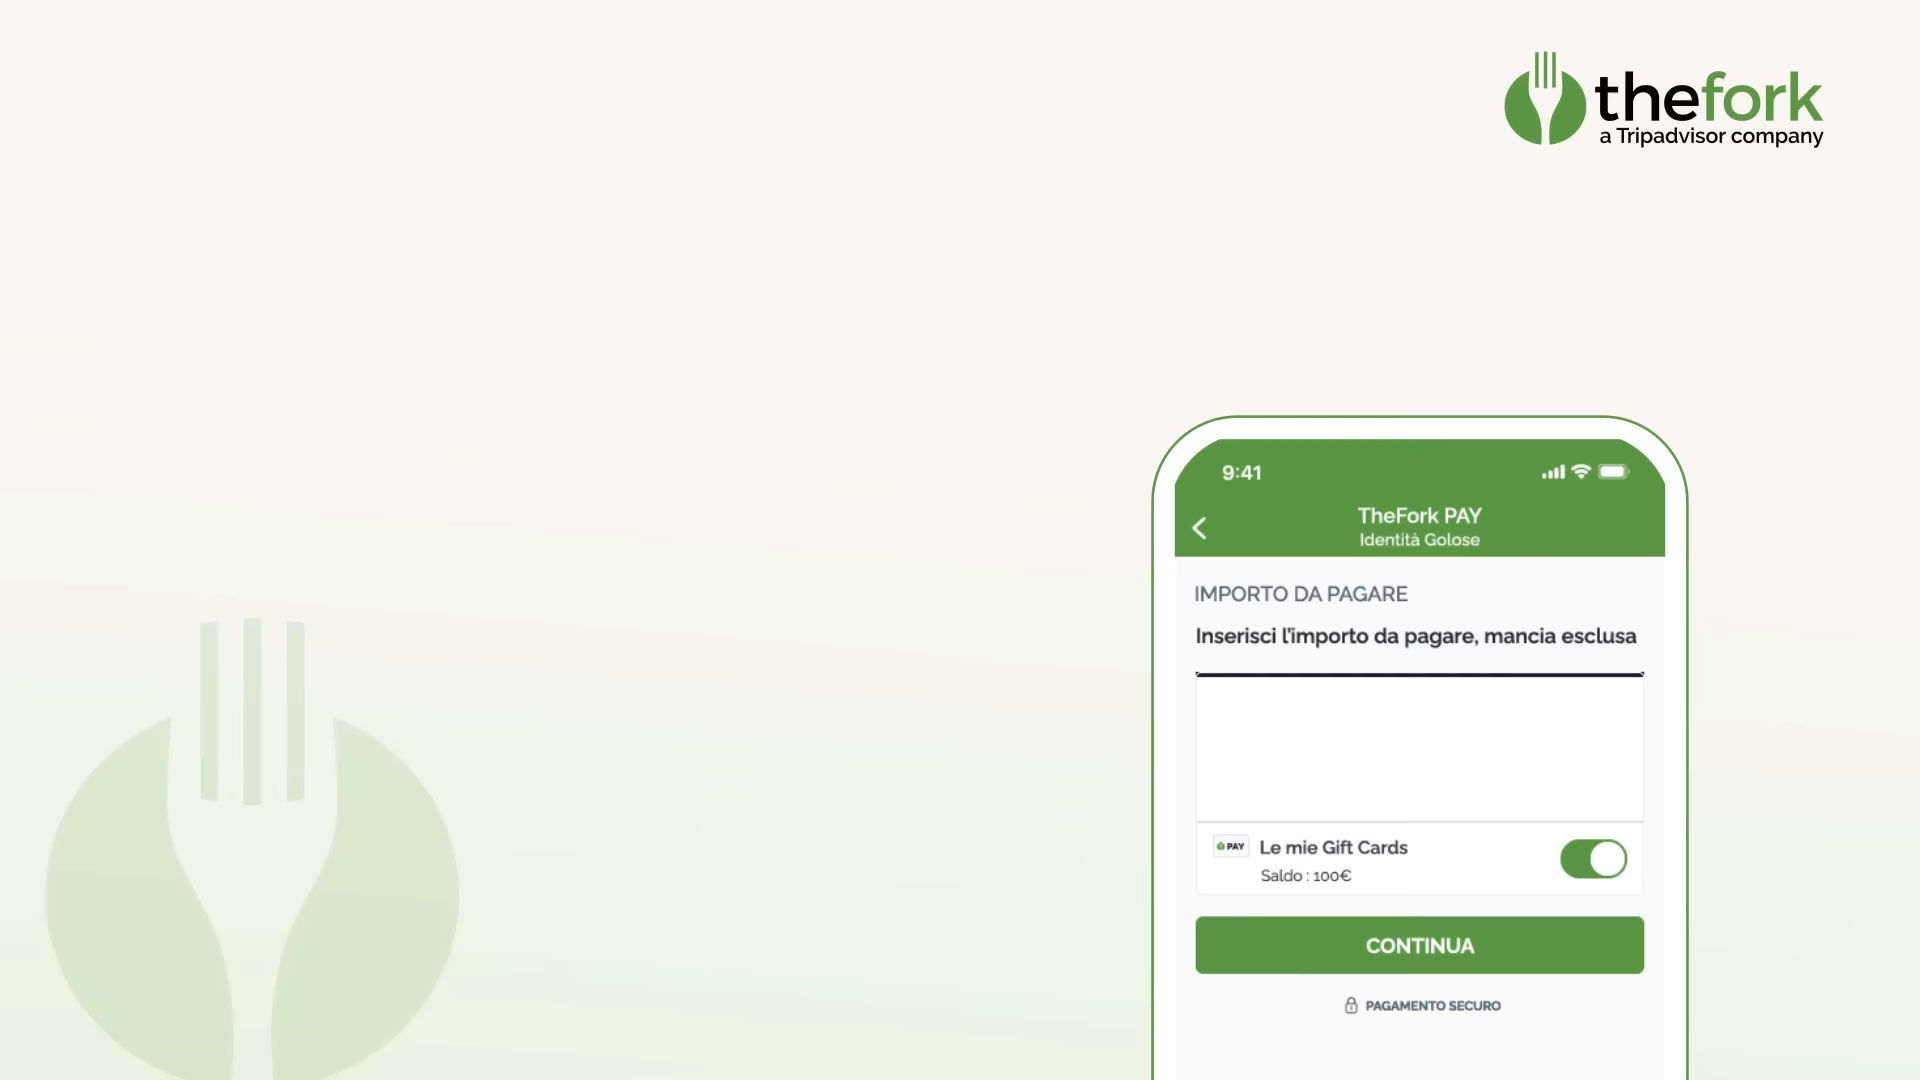 thefork
a Tripadvisor company
9:41
TheFork PAY
Identità Golose
IMPORTO DA PAGARE
Inserisci l'importo da pagare, mancia esclusa
PAY
Le mie Gift Cards
Saldo : 100€
CONTINUA
PAGAMENTO SECURO